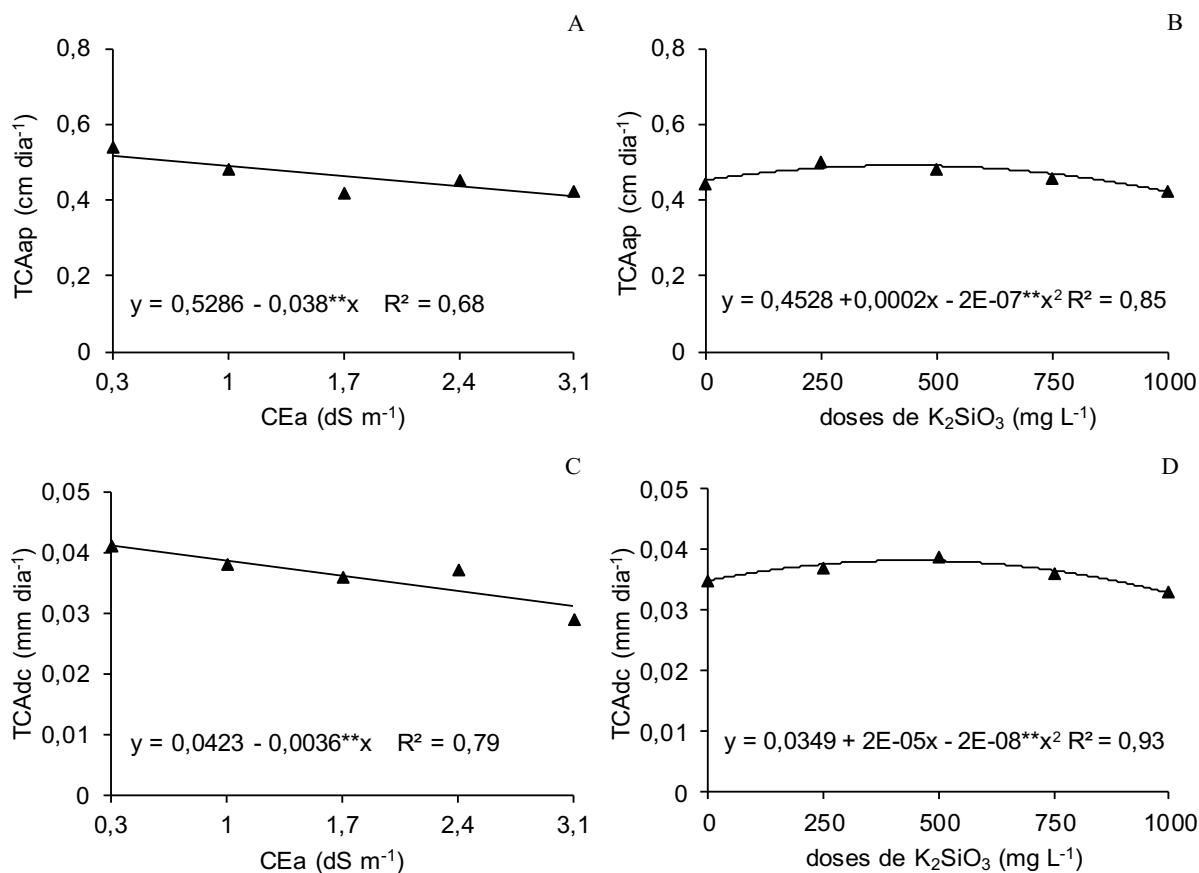 A
TCAap (cm dia⁻¹)
0,8
0,6
0,4
0,2
0
y = 0,5286 - 0,038**x R² = 0,68
0,3 1 1,7 2,4 3,1
CEa (dS m⁻¹)
B
TCAap (cm dia⁻¹)
0,8
0,6
0,4
0,2
0
y = 0,4528 +0,0002x - 2E-07**x² R² = 0,85
0 250 500 750 1000
doses de K₂SiO₃ (mg L⁻¹)
C
TCAdc (mm dia⁻¹)
0,05
0,04
0,03
0,02
0,01
0
y = 0,0423 - 0,0036**x R² = 0,79
0,3 1 1,7 2,4 3,1
CEa (dS m⁻¹)
D
TCAdc (mm dia⁻¹)
0,05
0,04
0,03
0,02
0,01
0
y = 0,0349 + 2E-05x - 2E-08**x² R² = 0,93
0 250 500 750 1000
doses de K₂SiO₃ (mg L⁻¹)